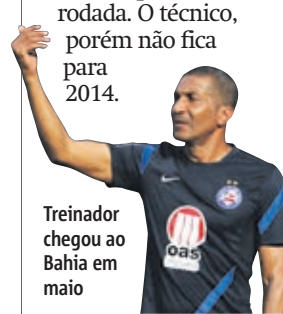 rodada. O técnico,
porém não fica
para
2014.
Treinador
chegou ao
Bahia em
maio
oas